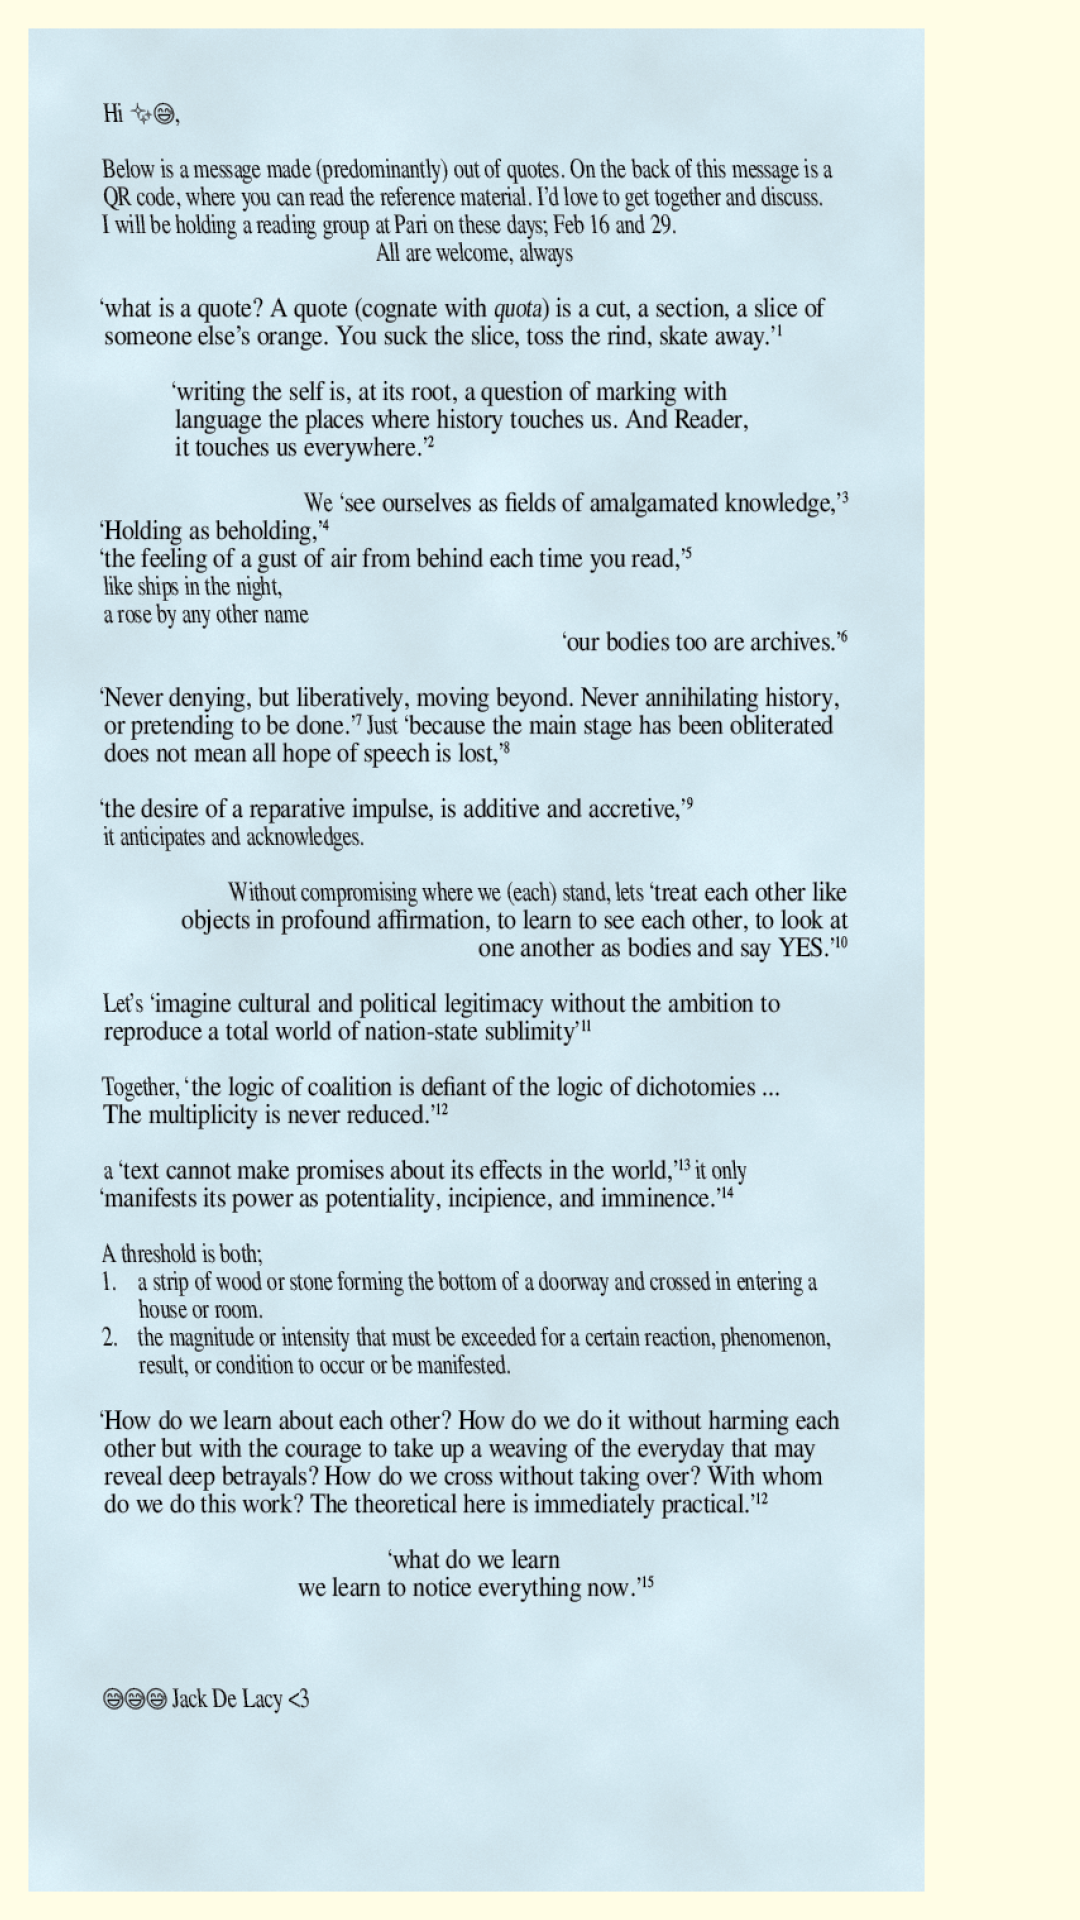 Hi ✨😄,
Below is a message made (predominantly) out of quotes. On the back of this message is a
QR code, where you can read the reference material. I’d love to get together and discuss.
I will be holding a reading group at Pari on these days; Feb 16 and 29.
All are welcome, always
‘what is a quote? A quote (cognate with quota) is a cut, a section, a slice of
someone else’s orange. You suck the slice, toss the rind, skate away.’¹
‘writing the self is, at its root, a question of marking with
language the places where history touches us. And Reader,
it touches us everywhere.’²
We ‘see ourselves as fields of amalgamated knowledge,’³
‘Holding as beholding,’⁴
‘the feeling of a gust of air from behind each time you read,’⁵
like ships in the night,
a rose by any other name
‘our bodies too are archives.’⁶
‘Never denying, but liberatively, moving beyond. Never annihilating history,
or pretending to be done.’⁷ Just ‘because the main stage has been obliterated
does not mean all hope of speech is lost,’⁸
‘the desire of a reparative impulse, is additive and accretive,’⁹
it anticipates and acknowledges.
Without compromising where we (each) stand, lets ‘treat each other like
objects in profound affirmation, to learn to see each other, to look at
one another as bodies and say YES.’¹⁰
Let’s ‘imagine cultural and political legitimacy without the ambition to
reproduce a total world of nation-state sublimity’¹¹
Together, ‘the logic of coalition is defiant of the logic of dichotomies ...
The multiplicity is never reduced.’¹²
a ‘text cannot make promises about its effects in the world,’¹³ it only
‘manifests its power as potentiality, incipience, and imminence.’¹⁴
A threshold is both;
1. a strip of wood or stone forming the bottom of a doorway and crossed in entering a
house or room.
2. the magnitude or intensity that must be exceeded for a certain reaction, phenomenon,
result, or condition to occur or be manifested.
‘How do we learn about each other? How do we do it without harming each
other but with the courage to take up a weaving of the everyday that may
reveal deep betrayals? How do we cross without taking over? With whom
do we do this work? The theoretical here is immediately practical.’¹²
‘what do we learn
we learn to notice everything now.’¹⁵
😄😄😄 Jack De Lacy <3